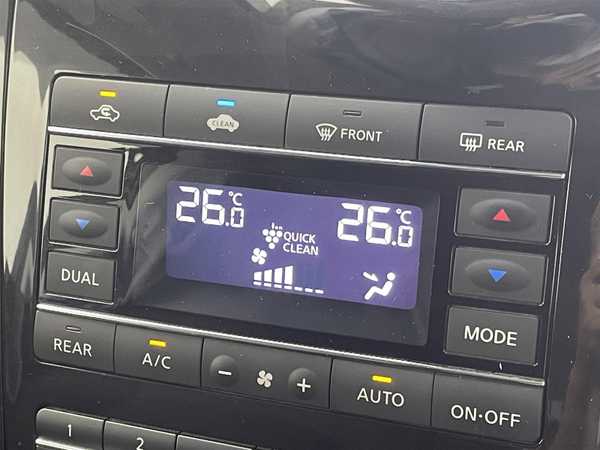 CLEAN
FRONT
REAR
26.0°C
26.0°C
QUICK
CLEAN
DUAL
MODE
REAR
A/C
−
+
AUTO
ON·OFF
1
2